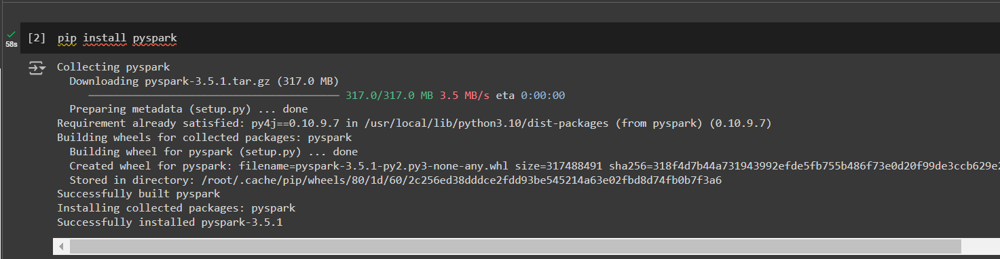 [2] pip install pyspark
58s
Collecting pyspark
Downloading pyspark-3.5.1.tar.gz (317.0 MB)
317.0/317.0 MB 3.5 MB/s eta 0:00:00
Preparing metadata (setup.py) ... done
Requirement already satisfied: py4j==0.10.9.7 in /usr/local/lib/python3.10/dist-packages (from pyspark) (0.10.9.7)
Building wheels for collected packages: pyspark
Building wheel for pyspark (setup.py) ... done
Created wheel for pyspark: filename=pyspark-3.5.1-py2.py3-none-any.whl size=317488491 sha256=318f4d7b44a731943992efde5fb755b486f73e0d20f99de3ccb629e2
Stored in directory: /root/.cache/pip/wheels/80/1d/60/2c256ed38dddce2fdd93be545214a63e02fbd8d74fb0b7f3a6
Successfully built pyspark
Installing collected packages: pyspark
Successfully installed pyspark-3.5.1